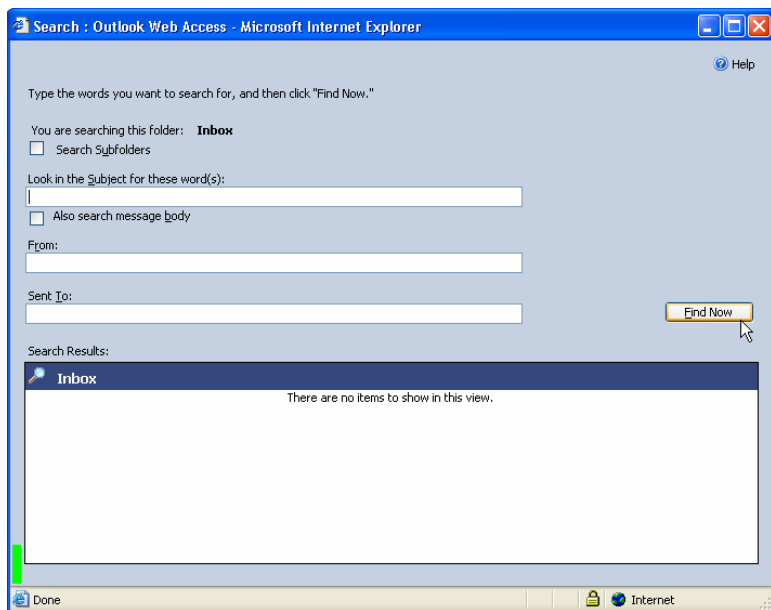 Search : Outlook Web Access - Microsoft Internet Explorer
Help
Type the words you want to search for, and then click "Find Now."
You are searching this folder: Inbox
Search Subfolders
Look in the Subject for these word(s):
Also search message body
From:
Sent To:
Find Now
Search Results:
Inbox
There are no items to show in this view.
Done
Internet